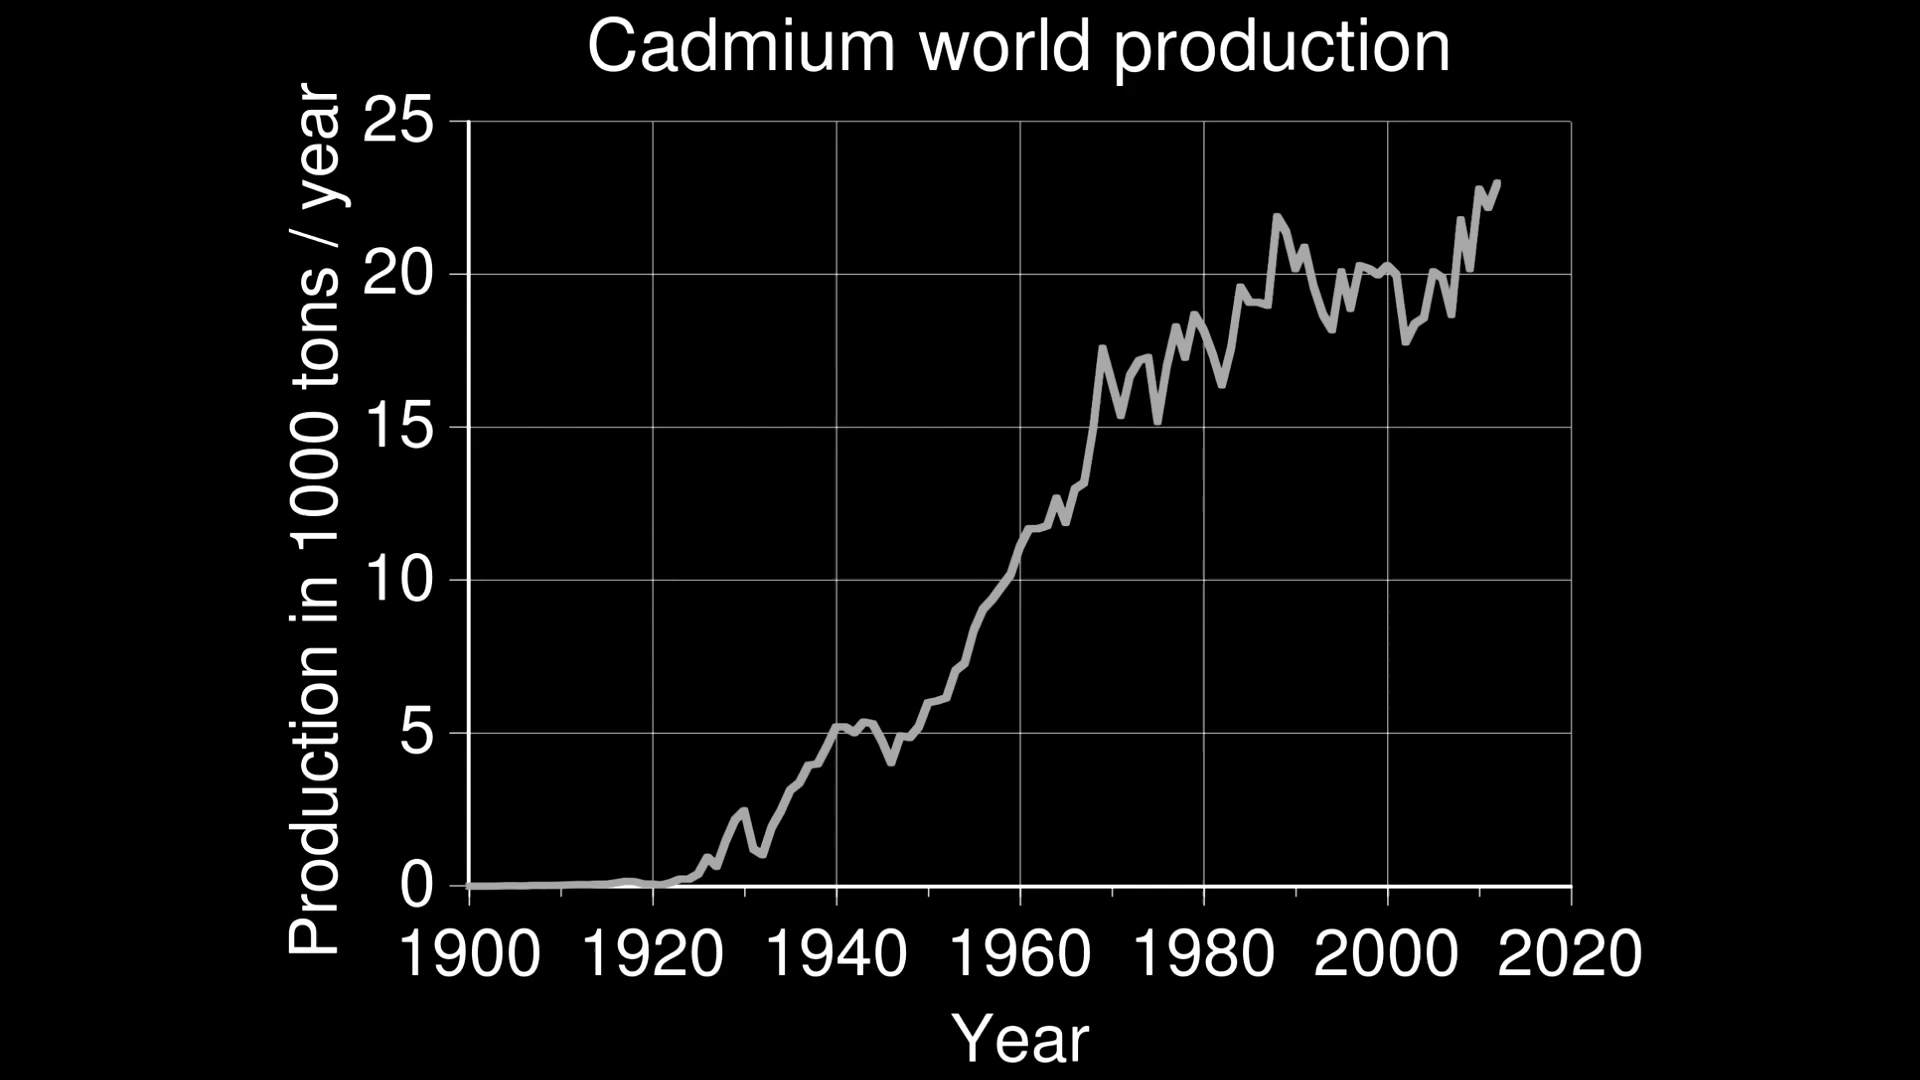 Cadmium world production
Production in 1000 tons / year
25
20
15
10
5
0
1900 1920 1940 1960 1980 2000 2020
Year